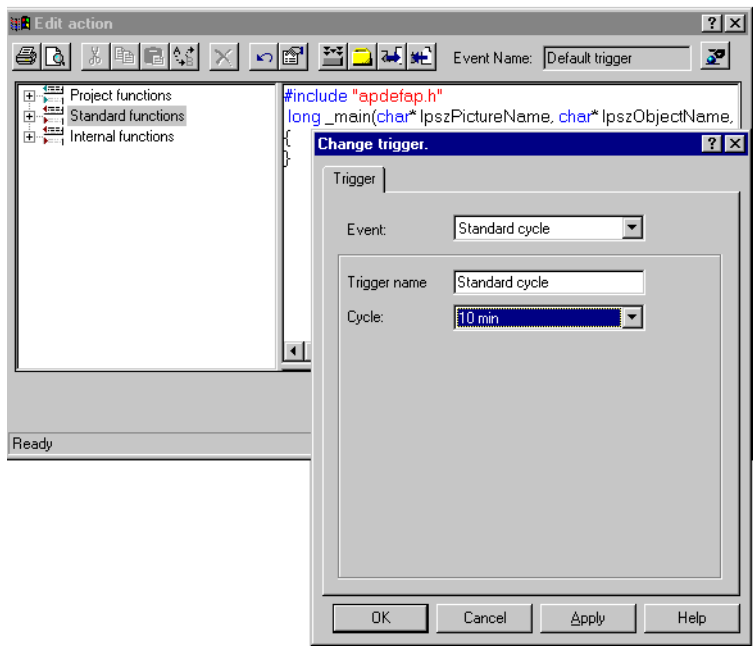 Edit action
Event Name: Default trigger
Project functions
Standard functions
Internal functions
#include "apdefap.h"
long _main(char* lpszPictureName, char* lpszObjectName,
{
}
Ready
Change trigger.
Trigger
Event: Standard cycle
Trigger name Standard cycle
Cycle: 10 min
OK Cancel Apply Help